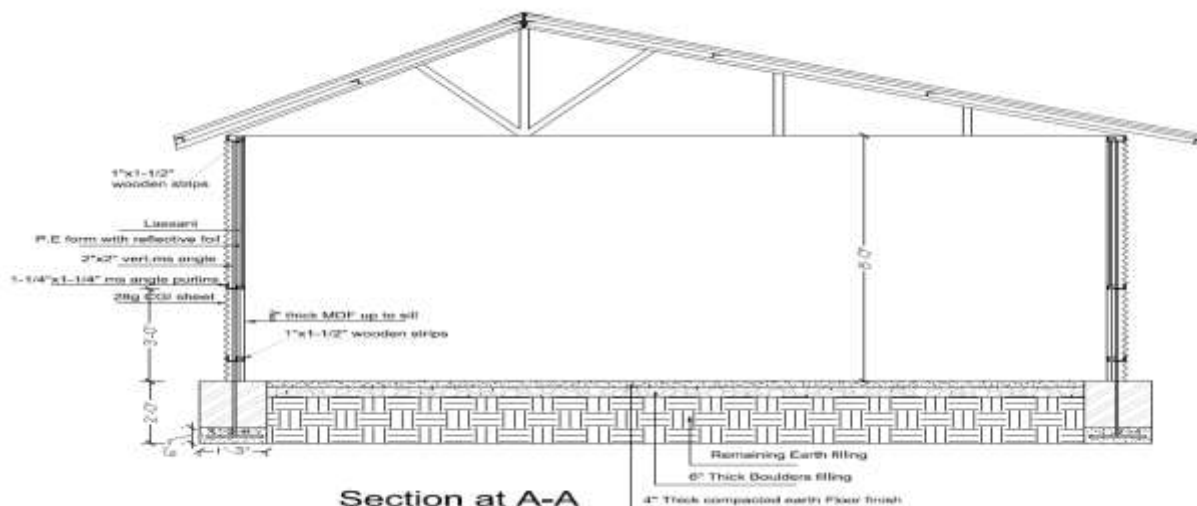 1"x1-1/2"
wooden strips
Lassani
P.E form with reflective foil
2"x2" vert.ms angle
1-1/4"x1-1/4" ms angle purlins
28g CGI sheet
thick MDF up to sill
1"x1-1/2" wooden strips
8'-0"
3'-0"
2'-0"
6"
1'-3"
Remaining Earth filling
6" Thick Boulders filling
4" Thick compacted earth Floor finish
Section at A-A